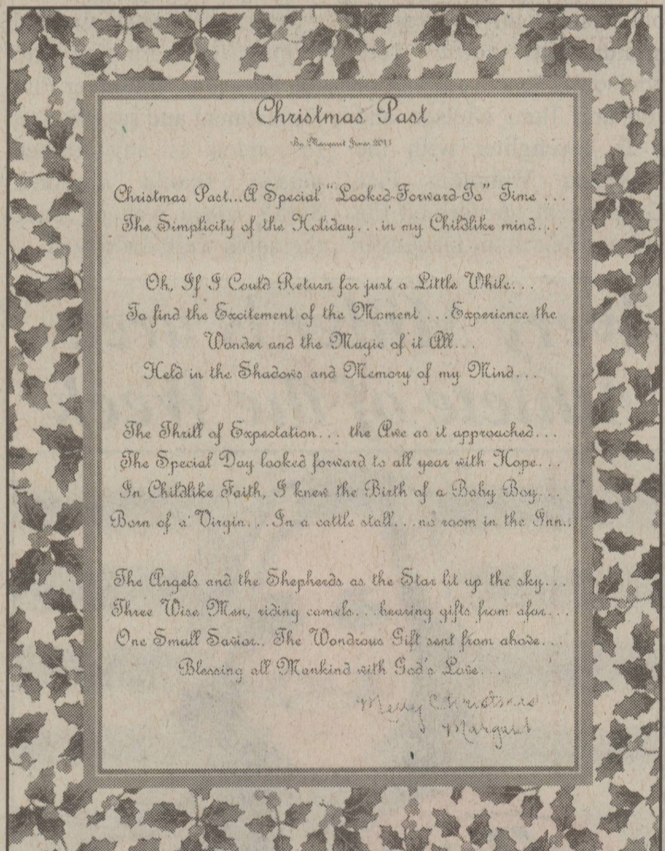 Christmas Past
By Margaret 2011
Christmas Past...A Special "Looked-Forward-To" Time ...
The Simplicity of the Holiday...in my Childlike mind...
Oh, If I Could Return for just a Little While...
To find the Excitement of the Moment ...Experience the
Wonder and the Magic of it All...
Held in the Shadows and Memory of my Mind...
The Thrill of Expectation... the Awe as it approached...
The Special Day looked forward to all year with Hope...
In Childlike Faith, I knew the Birth of a Baby Boy...
Born of a Virgin...In a cattle stall...no room in the Inn..
The Angels and the Shepherds as the Star lit up the sky...
Three Wise Men, riding camels...bearing gifts from afar...
One Small Savior.. The Wondrous Gift sent from above...
Blessing all Mankind with God's Love...
Merry Christmas
Margaret